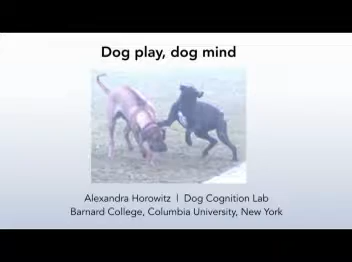 Dog play, dog mind
Alexandra Horowitz | Dog Cognition Lab
Barnard College, Columbia University, New York